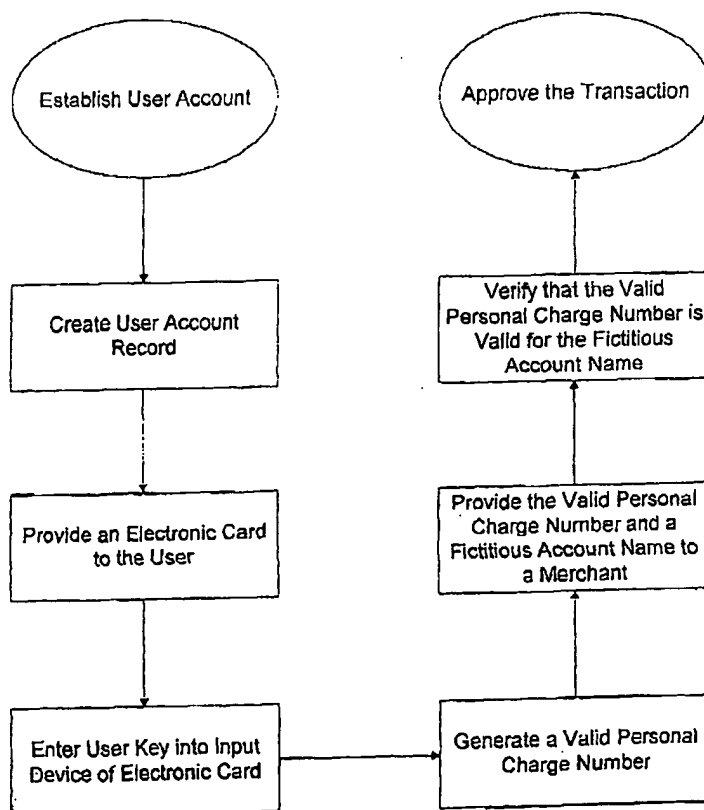 Establish User Account
Create User Account
Record
Provide an Electronic Card
to the User
Enter User Key into Input
Device of Electronic Card
Generate a Valid Personal
Charge Number
Provide the Valid Personal
Charge Number and a
Fictitious Account Name to
a Merchant
Verify that the Valid
Personal Charge Number is
Valid for the Fictitious
Account Name
Approve the Transaction